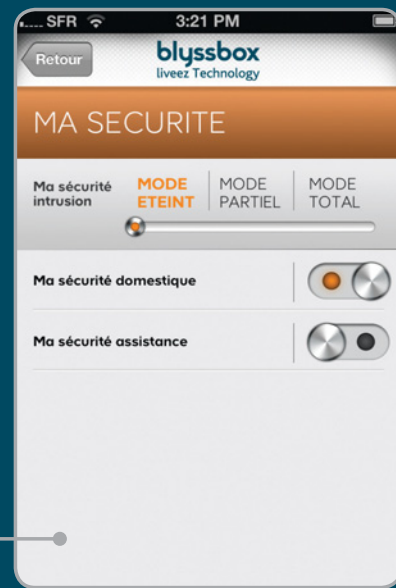 SFR 3:21 PM
Retour
blyssbox
liveez Technology
MA SECURITE
Ma sécurité
intrusion
MODE
ETEINT
MODE
PARTIEL
MODE
TOTAL
Ma sécurité domestique
Ma sécurité assistance